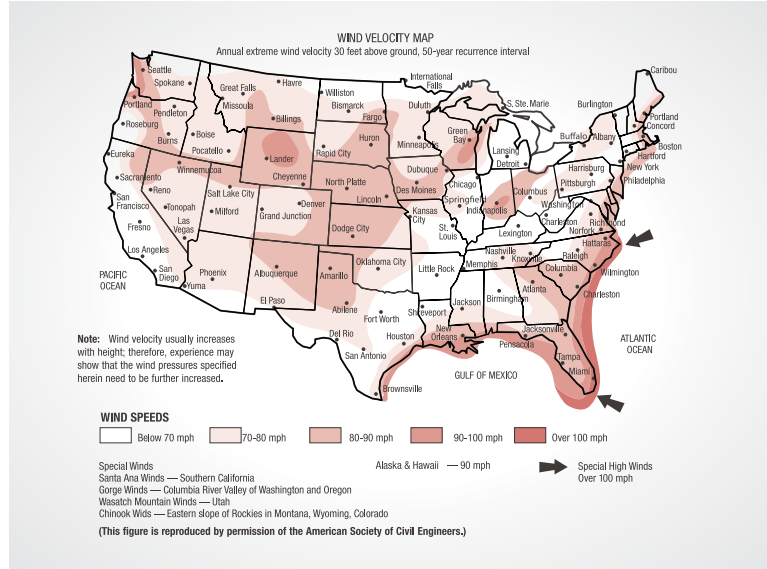 WIND VELOCITY MAP
Annual extreme wind velocity 30 feet above ground, 50-year recurrence interval
Seattle
Spokane
Portland
Pendleton
Roseburg
Burns
Boise
Great Falls
Missoula
Havre
Billings
Williston
Bismarck
Fargo
International
Falls
Duluth
S. Ste. Marie
Caribou
Burlington
Portland
Concord
Boston
Hartford
New York
Philadelphia
Buffalo
Albany
Harrisburg
Pittsburg
Eureka
Pocatello
Lander
Rapid City
Huron
Minneapolis
Green
Bay
Lansing
Detroit
Winnemucca
Sacramento
Reno
San
Francisco
Tonopah
Fresno
Las
Vegas
Salt Lake City
Milford
Grand Junction
Cheyenne
Denver
North Platte
Lincoln
Des Moines
Dubuque
Chicago
Springfield
Indianapolis
Columbus
Washington
Charleston
Richmond
Norfork
Hattaras
Raleigh
Wilmington
Dodge City
Kansas
City
St.
Louis
Lexington
Nashville
Knoxville
Memphis
Los Angeles
San
Diego
Yuma
Phoenix
Albuquerque
El Paso
Amarillo
Oklahoma City
Little Rock
Abilene
Fort Worth
Shreveport
Jackson
Birmingham
Atlanta
Columbia
Charleston
Del Rio
San Antonio
Houston
Brownsville
New
Orleans
Pensacola
Jacksonville
Tampa
Miami
PACIFIC
OCEAN
ATLANTIC
OCEAN
GULF OF MEXICO
Note: Wind velocity usually increases
with height; therefore, experience may
show that the wind pressures specified
herein need to be further increased.
WIND SPEEDS
Below 70 mph
70-80 mph
80-90 mph
90-100 mph
Over 100 mph
Special Winds
Santa Ana Winds — Southern California
Gorge Winds — Columbia River Valley of Washington and Oregon
Wasatch Mountain Winds — Utah
Chinook Wids — Eastern slope of Rockies in Montana, Wyoming, Colorado
Alaska & Hawaii — 90 mph
Special High Winds
Over 100 mph
(This figure is reproduced by permission of the American Society of Civil Engineers.)